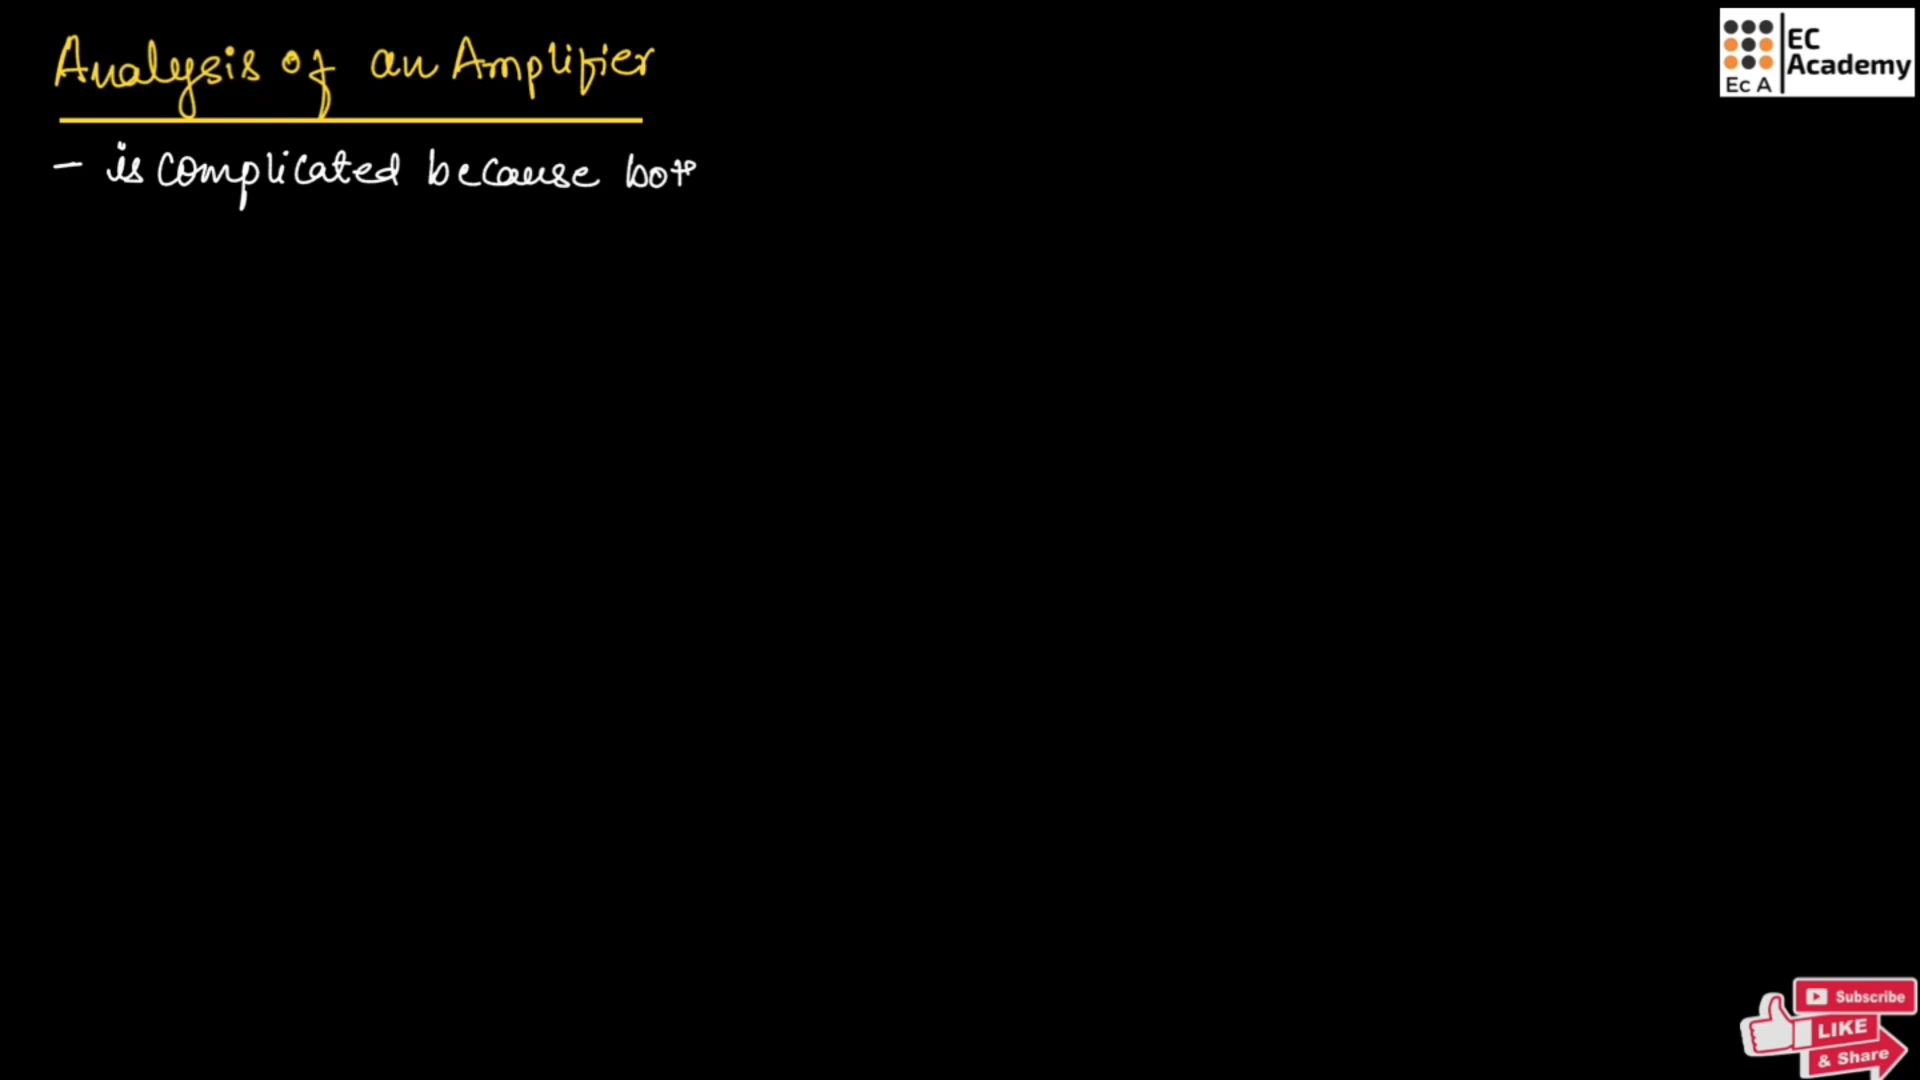 Analysis of an Amplifier
EC
Academy
Ec A
- is complicated because bot
Subscribe
LIKE
& Share